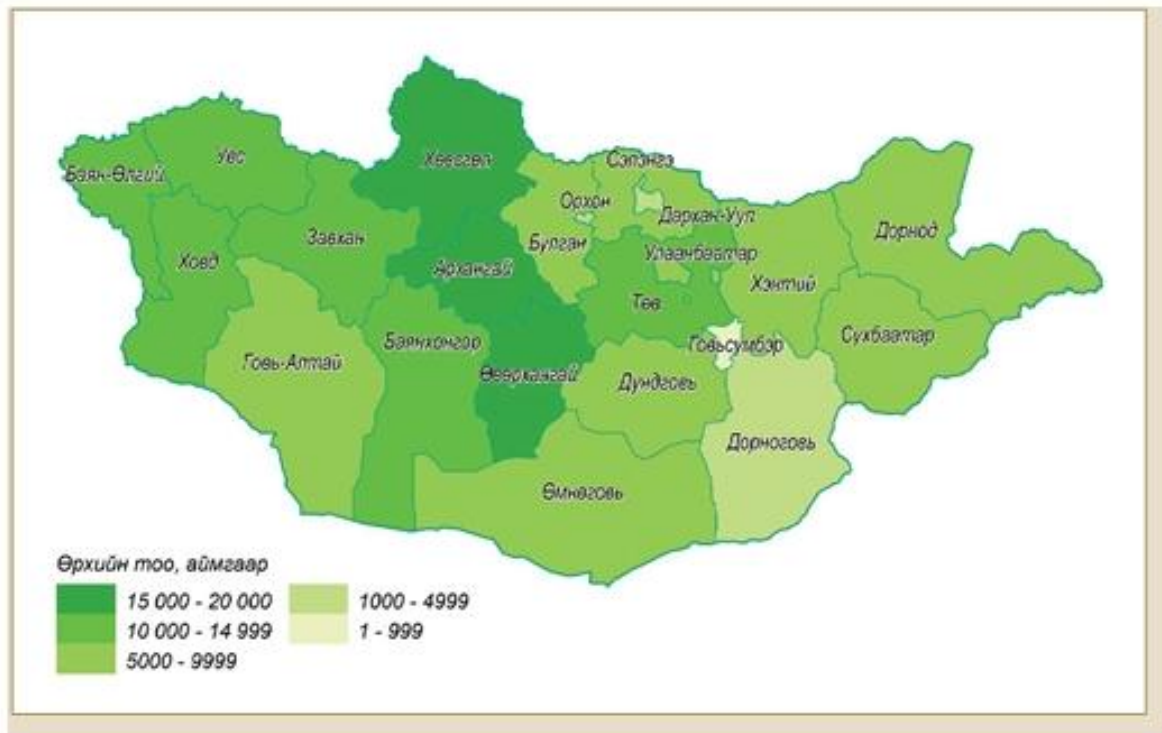 Хөвсгөл
Сэлэнгэ
Увс
Баян-Өлгий
Орхон
Дархан-Уул
Завхан
Дорнод
Булган
Улаанбаатар
Ховд
Архангай
Хэнтий
Төв
Сүхбаатар
Баянхонгор
Говьсүмбэр
Говь-Алтай
Өвөрхангай
Дундговь
Дорноговь
Өмнөговь
Өрхийн тоо, аймгаар
15 000 - 20 000
1000 - 4999
10 000 - 14 999
1 - 999
5000 - 9999